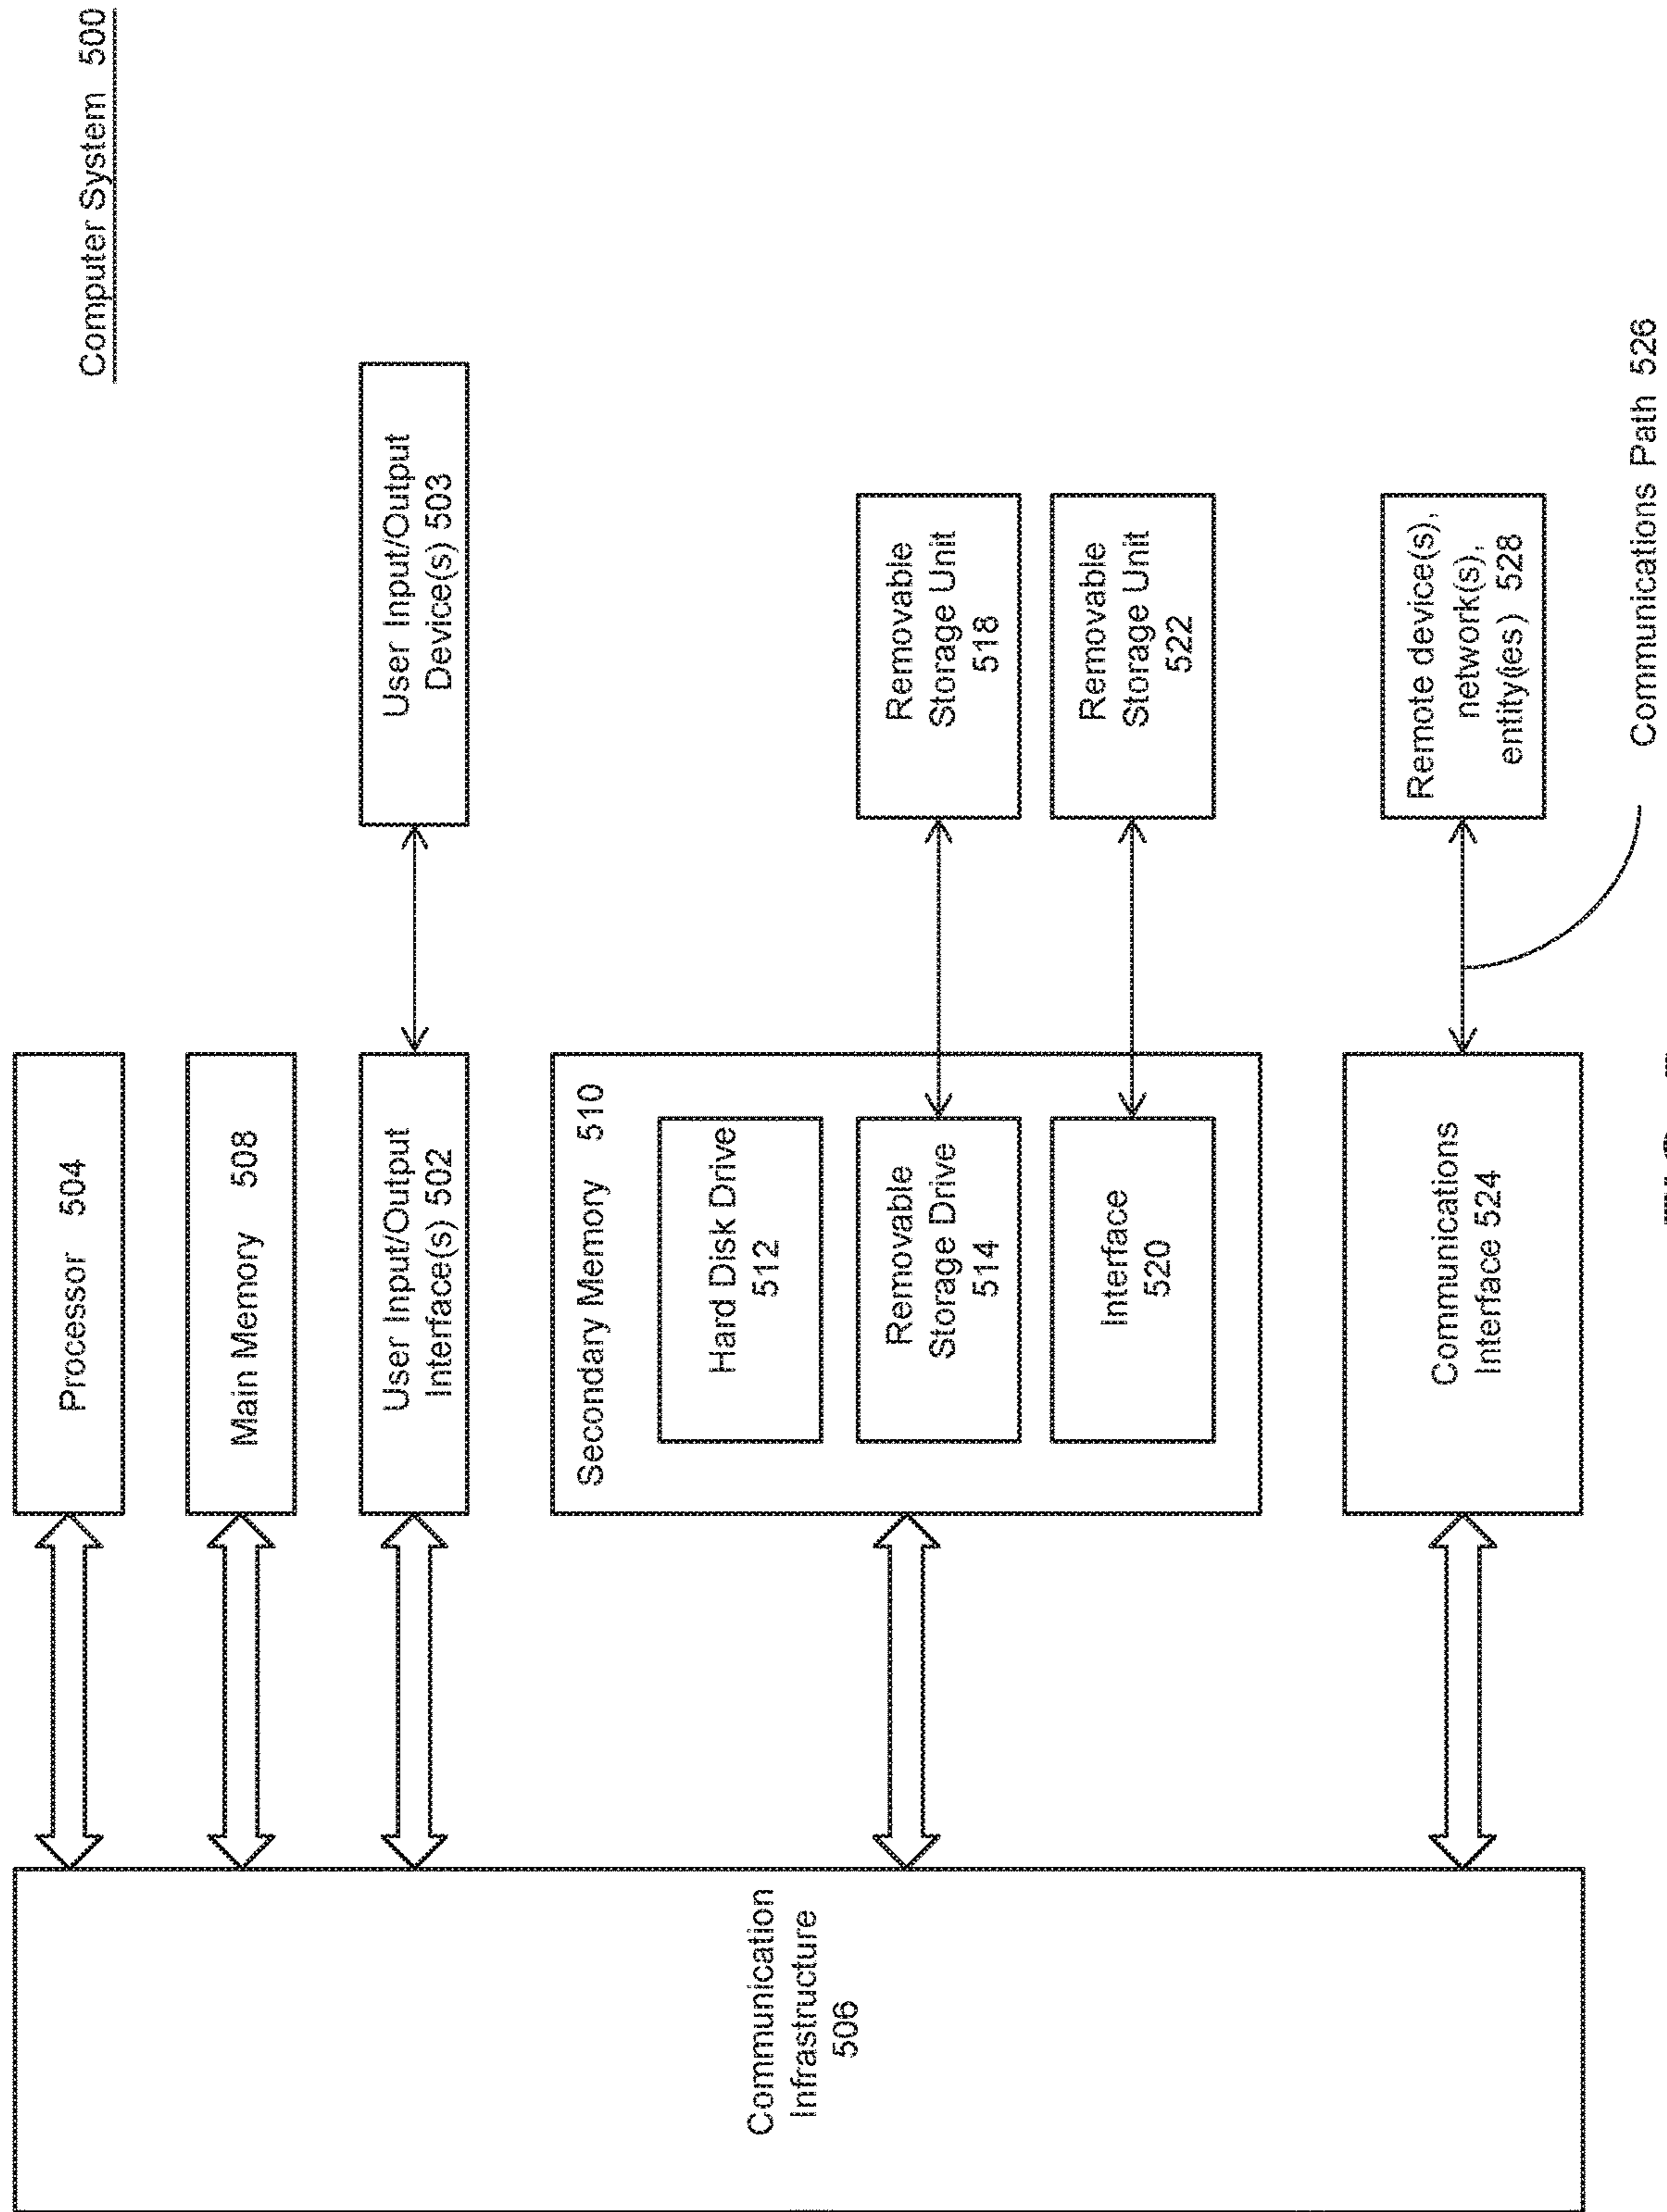 Computer System 500
Processor 504
Main Memory 508
User Input/Output
Interface(s) 502
User Input/Output
Device(s) 503
Communication
Infrastructure
506
Secondary Memory 510
Hard Disk Drive
512
Removable
Storage Drive
514
Removable
Storage Unit
518
Interface
520
Removable
Storage Unit
522
Communications
Interface 524
Remote device(s),
network(s),
entity(ies) 528
Communications Path 526